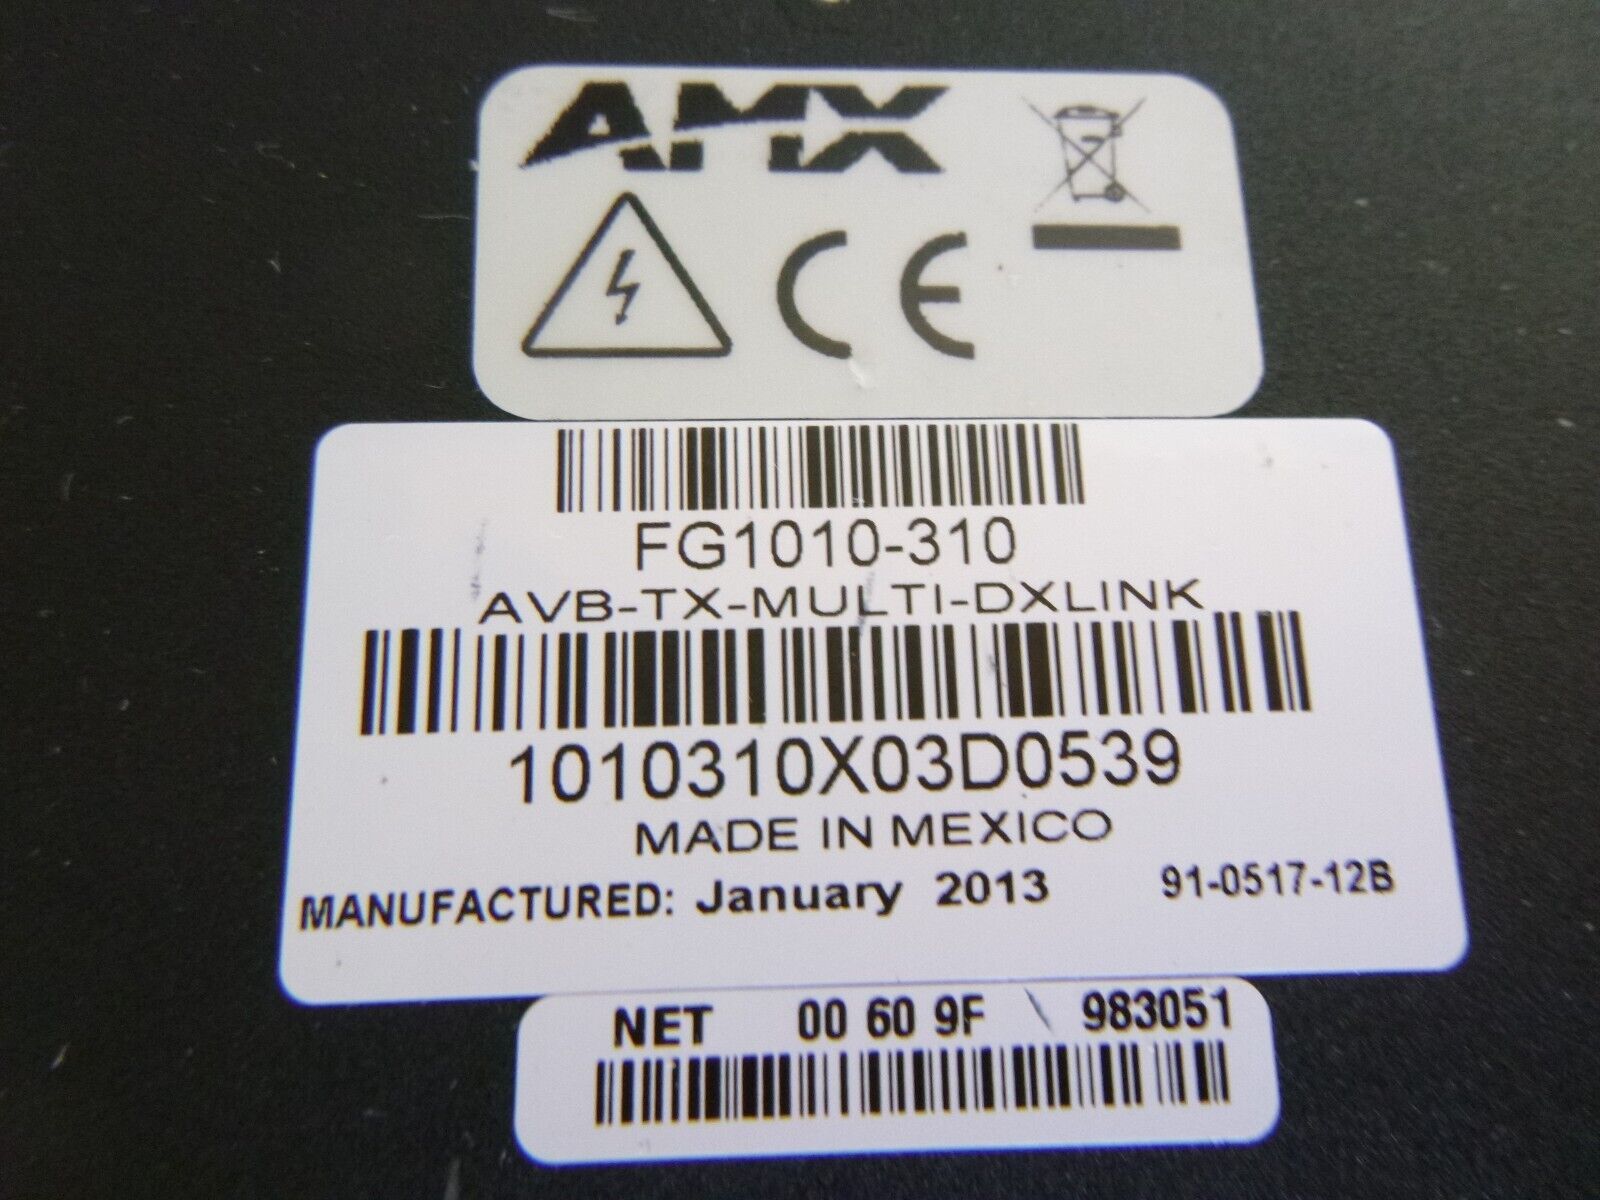 AMX
CE
FG1010-310
AVB-TX-MULTI-DXLINK
1010310X03D0539
MADE IN MEXICO
MANUFACTURED: January 2013 91-0517-12B
NET 00 60 9F 983051